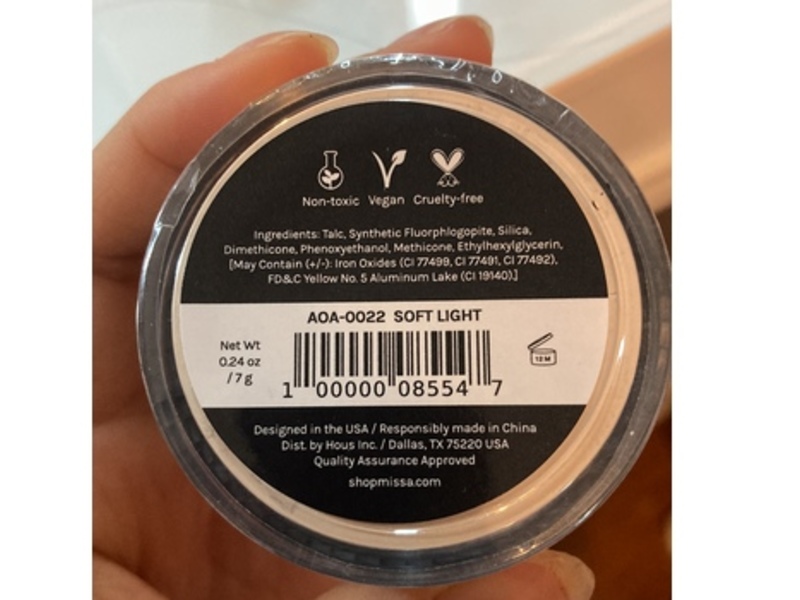 Non-toxic Vegan Cruelty-free
Ingredients: Talc, Synthetic Fluorphlogopite, Silica,
Dimethicone, Phenoxyethanol, Methicone, Ethylhexylglycerin,
[May Contain (+/-): Iron Oxides (CI 77499, CI 77491, CI 77492),
FD&C Yellow No. 5 Aluminum Lake (CI 19140).]
AOA-0022 SOFT LIGHT
Net Wt
0.24 oz
/ 7 g
1 00000 08554 7
12 M
Designed in the USA / Responsibly made in China
Dist. by Hous Inc. / Dallas, TX 75220 USA
Quality Assurance Approved
shopmissa.com